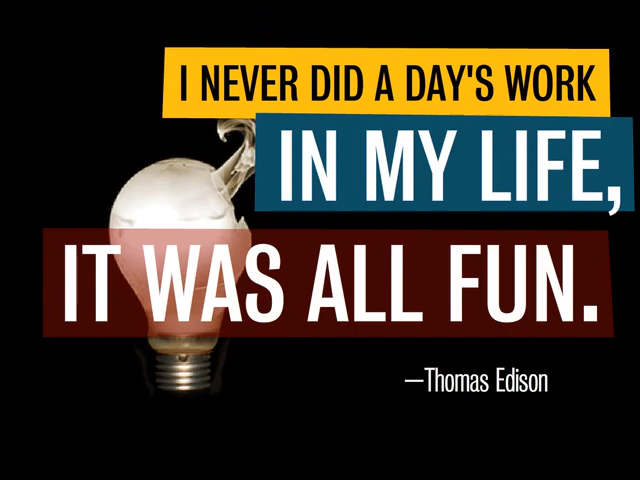 I NEVER DID A DAY'S WORK
IN MY LIFE,
IT WAS ALL FUN.
—Thomas Edison